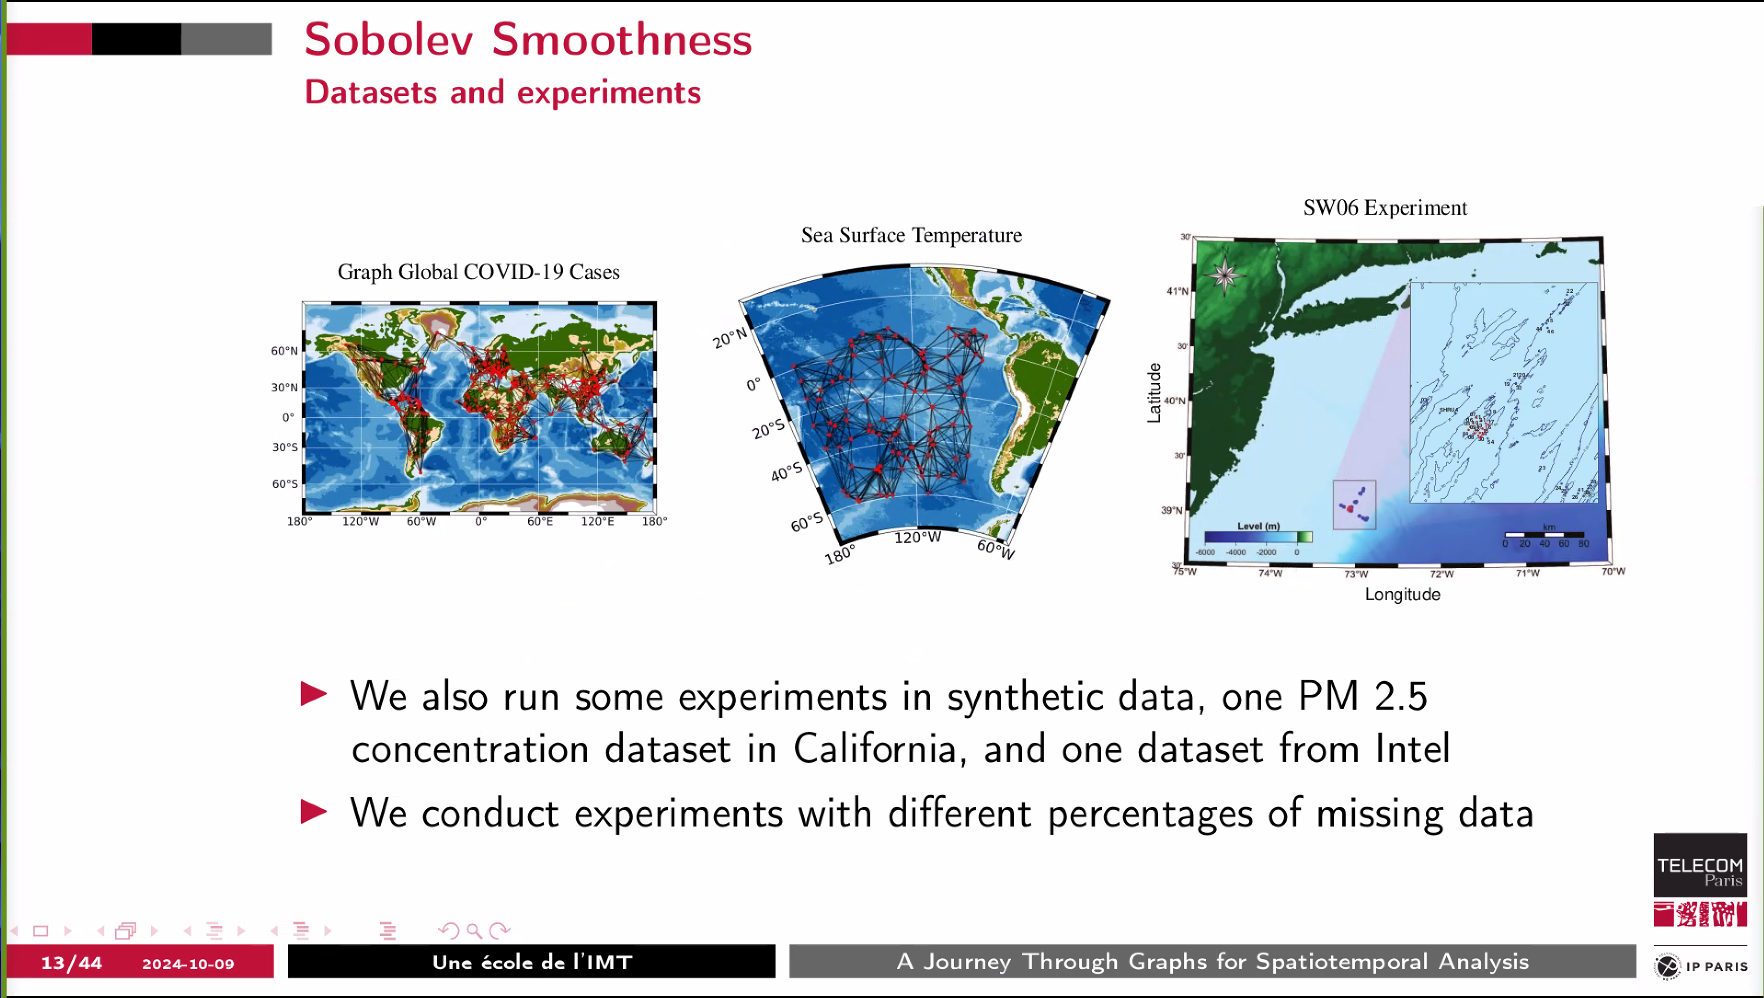 Sobolev Smoothness
Datasets and experiments
Graph Global COVID-19 Cases
60°N
30°N
0°
30°S
60°S
180° 120°W 60°W 0° 60°E 120°E 180°
Sea Surface Temperature
20°N
0°
20°S
40°S
60°S
180° 120°W 60°W
SW06 Experiment
30'
41°N
30'
40°N
30'
39°N
30'
Latitude
Level (m)
-6000 -4000 -2000 0
km
0 20 40 60 80
75°W 74°W 73°W 72°W 71°W 70°W
Longitude
22
23
We also run some experiments in synthetic data, one PM 2.5
concentration dataset in California, and one dataset from Intel
We conduct experiments with different percentages of missing data
TELECOM
Paris
13/44 2024-10-09 Une école de l'IMT A Journey Through Graphs for Spatiotemporal Analysis
IP PARIS